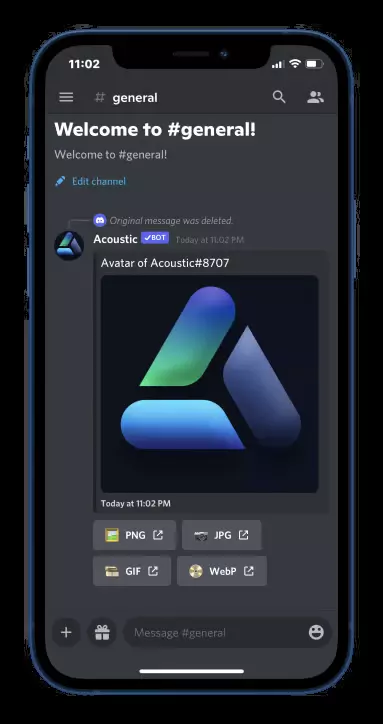 11:02
# general
Welcome to #general!
Welcome to #general!
Edit channel
Original message was deleted.
Acoustic ✓BOT Today at 11:02 PM
Avatar of Acoustic#8707
Today at 11:02 PM
PNG
JPG
GIF
WebP
Message #general